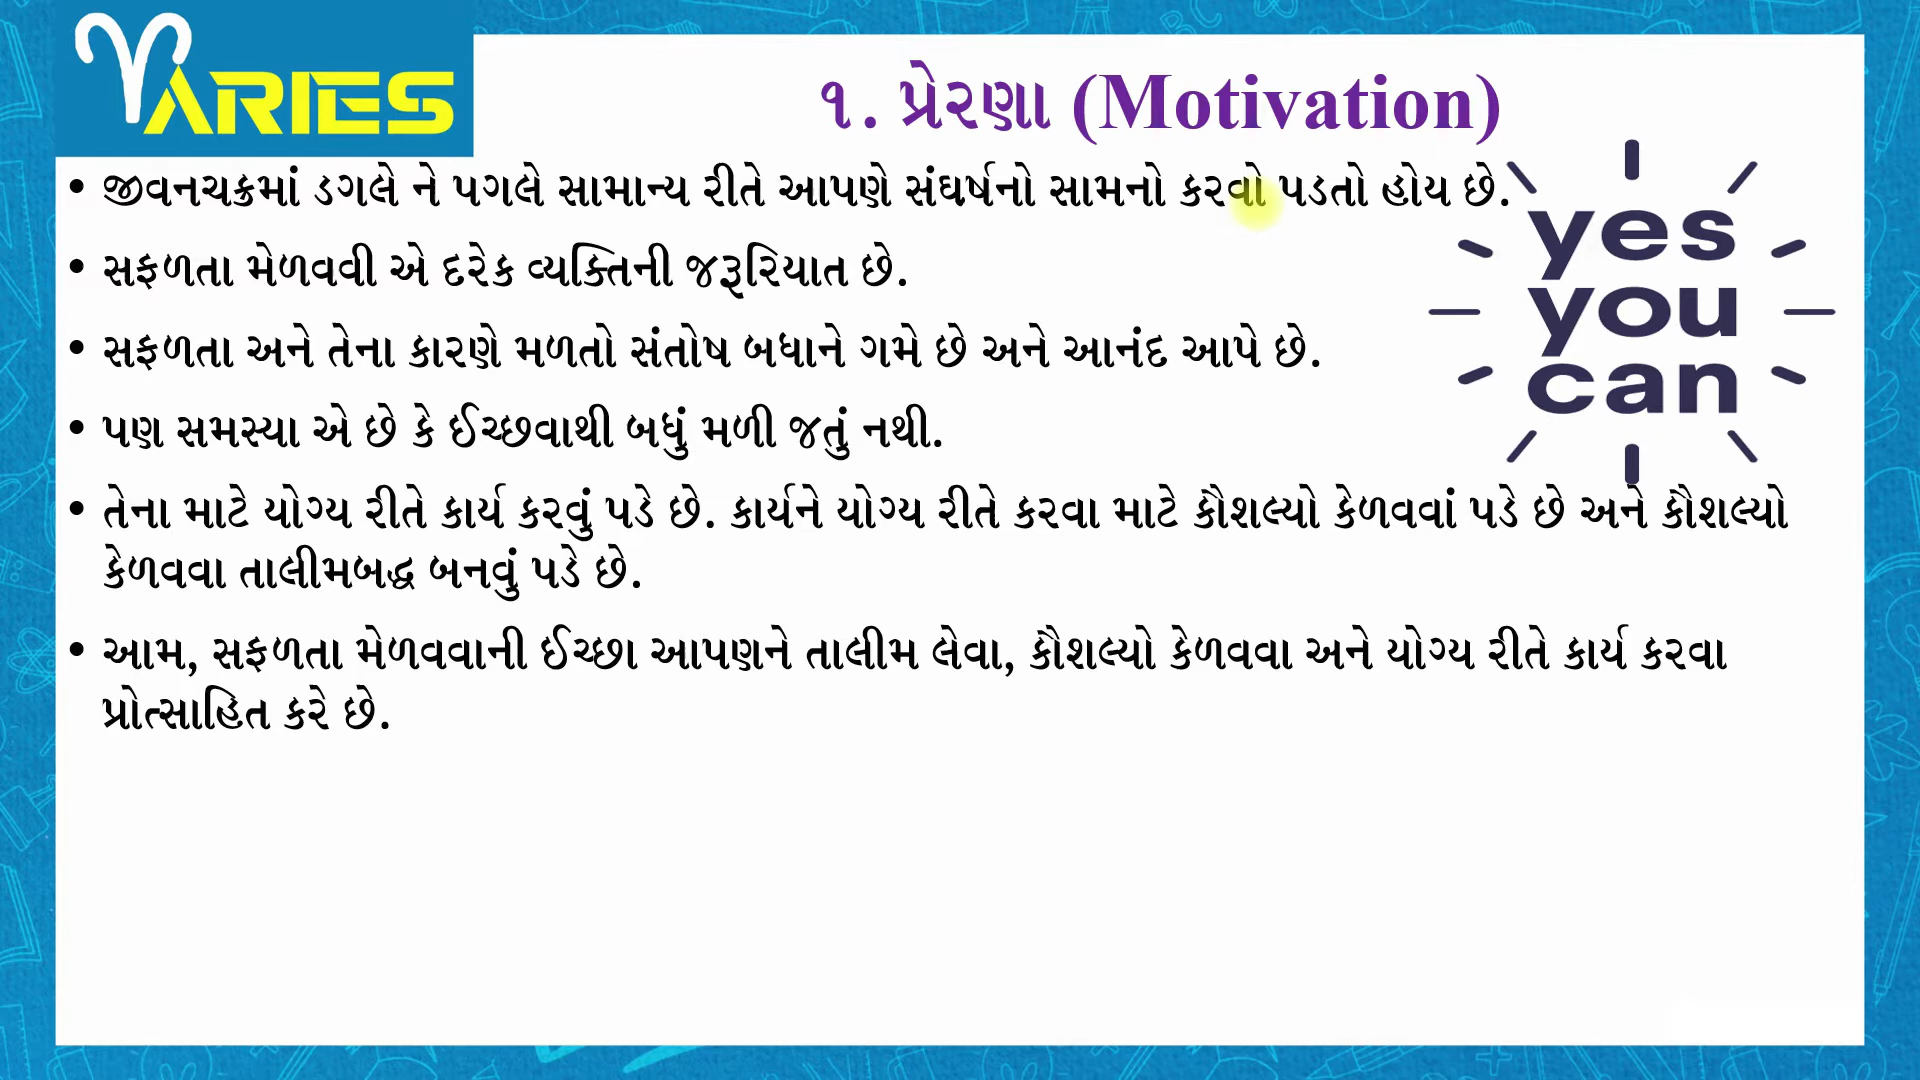 ARIES
૧. પ્રેરણા (Motivation)
• જીવનચક્રમાં ડગલે ને પગલે સામાન્ય રીતે આપણે સંઘર્ષનો સામનો કરવો પડતો હોય છે.
• સફળતા મેળવવી એ દરેક વ્યક્તિની જરૂરિયાત છે.
• સફળતા અને તેના કારણે મળતો સંતોષ બધાને ગમે છે અને આનંદ આપે છે.
• પણ સમસ્યા એ છે કે ઈચ્છવાથી બધું મળી જતું નથી.
• તેના માટે યોગ્ય રીતે કાર્ય કરવું પડે છે. કાર્યને યોગ્ય રીતે કરવા માટે કૌશલ્યો કેળવવાં પડે છે અને કૌશલ્યો
કેળવવા તાલીમબદ્ધ બનવું પડે છે.
• આમ, સફળતા મેળવવાની ઈચ્છા આપણને તાલીમ લેવા, કૌશલ્યો કેળવવા અને યોગ્ય રીતે કાર્ય કરવા
પ્રોત્સાહિત કરે છે.
yes
you
can